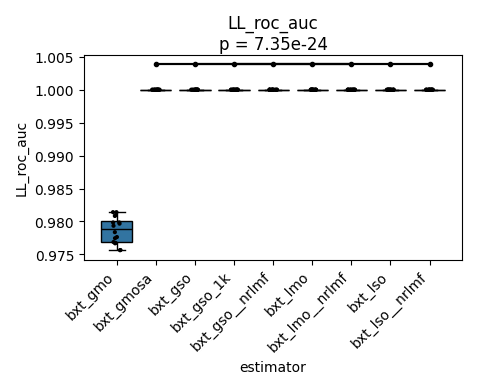 LL_roc_auc
p = 7.35e-24
1.005
1.000
0.995
0.990
0.985
0.980
0.975
LL_roc_auc
bxt_gmo
bxt_gmosa
bxt_gso
bxt_gso_1k
bxt_gso__nrlmf
bxt_lmo
bxt_lmo__nrlmf
bxt_lso
bxt_lso__nrlmf
estimator